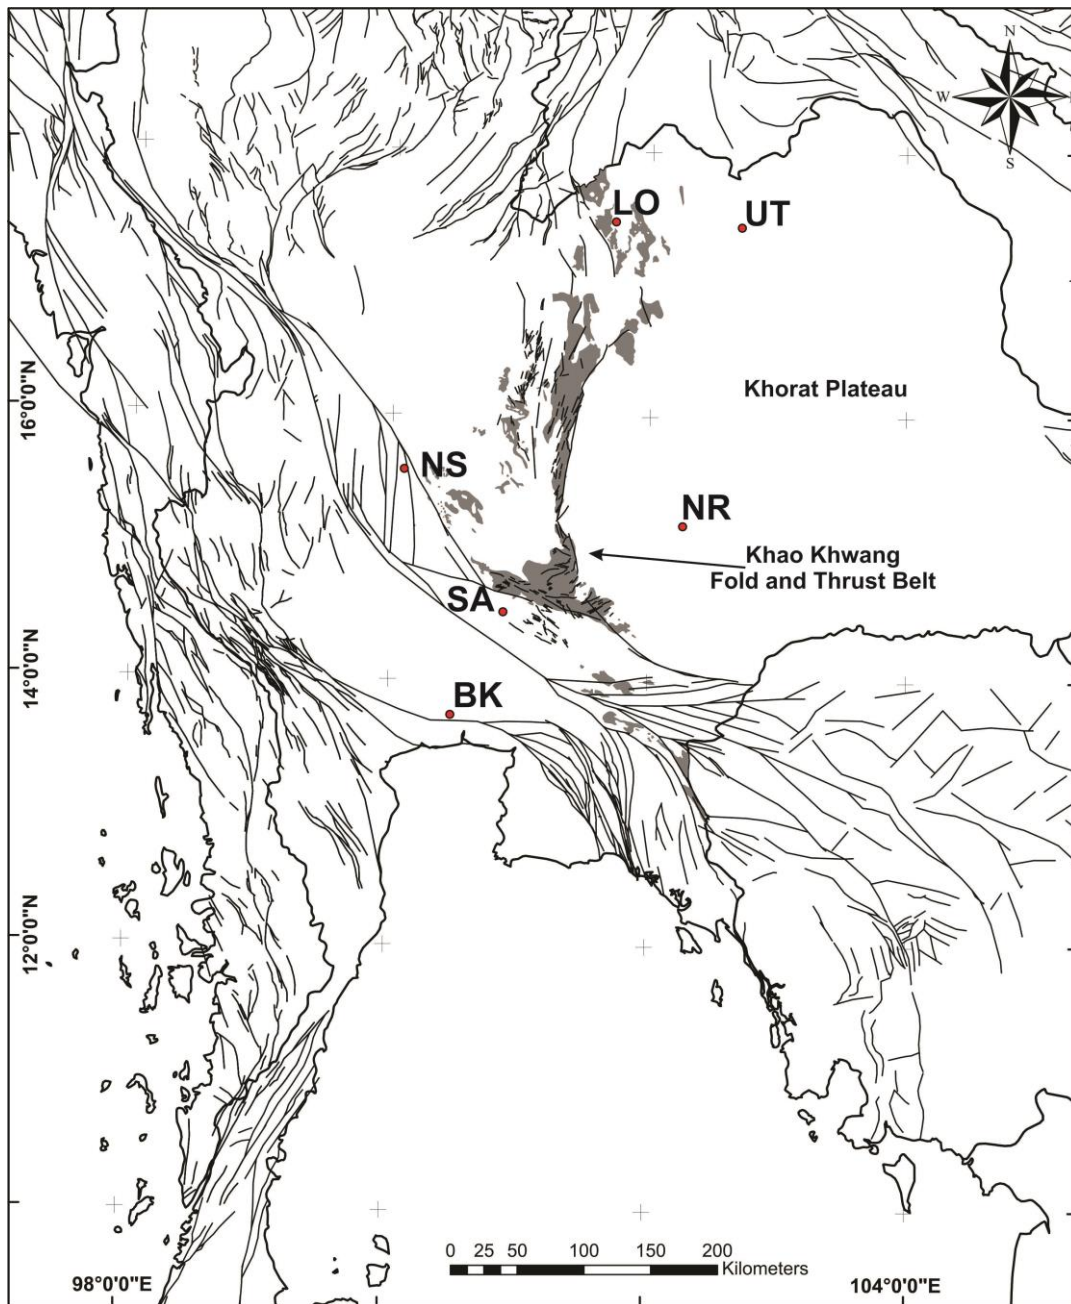 N
W
S
LO
UT
16°0'0"N
Khorat Plateau
NS
NR
Khao Khwang
Fold and Thrust Belt
SA
14°0'0"N
BK
12°0'0"N
0 25 50 100 150 200
Kilometers
98°0'0"E
104°0'0"E